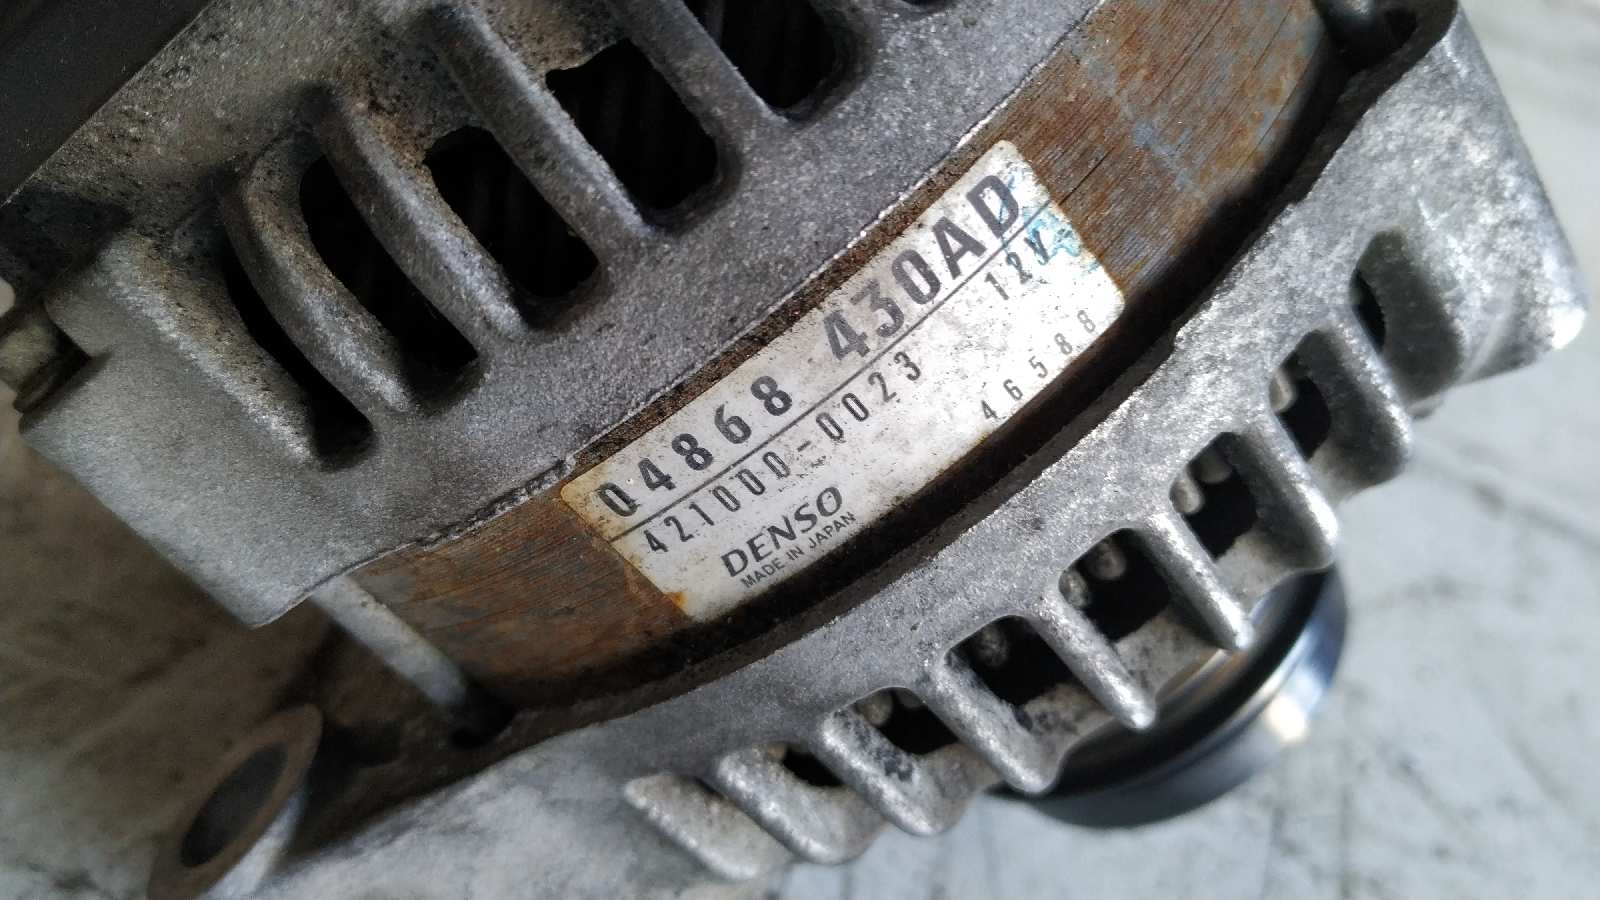 04868 430AD
421000-0023 12V
46588
DENSO
MADE IN JAPAN